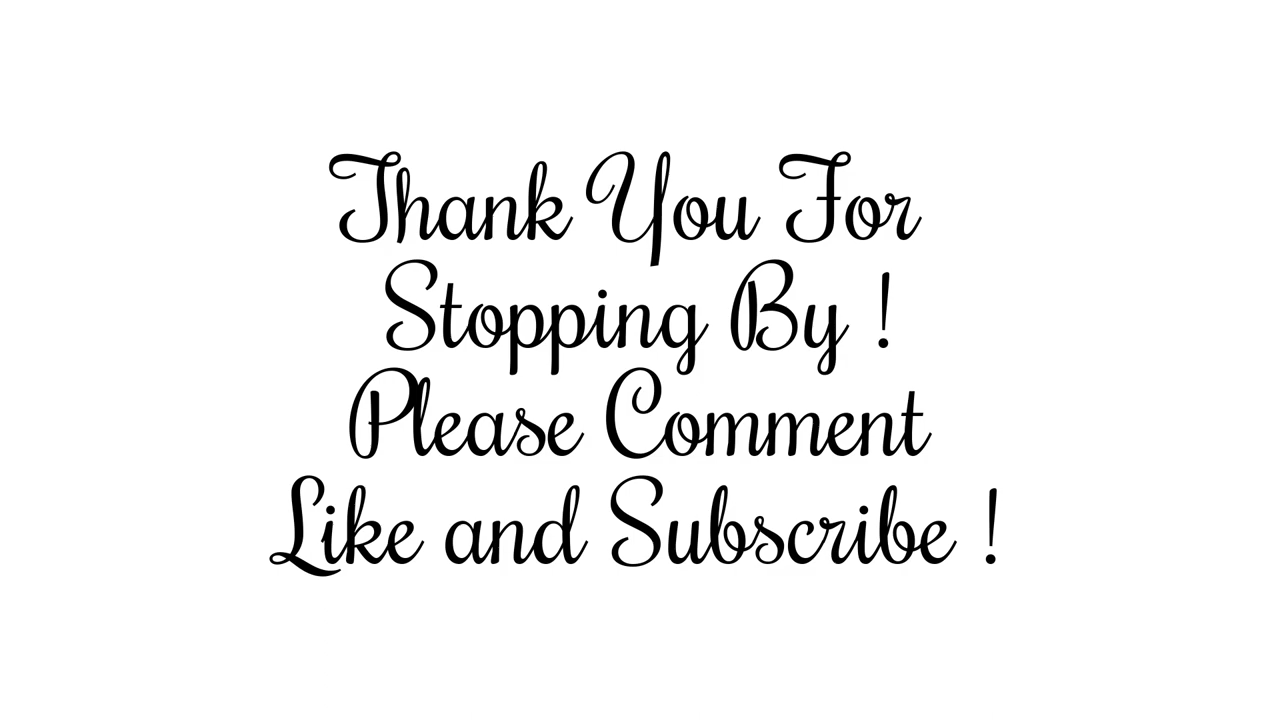 Thank You For
Stopping By !
Please Comment
Like and Subscribe !